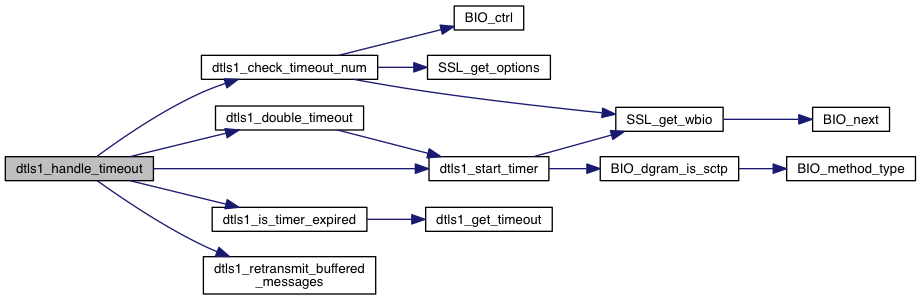 BIO_ctrl
dtls1_check_timeout_num
SSL_get_options
dtls1_double_timeout
SSL_get_wbio
BIO_next
dtls1_handle_timeout
dtls1_start_timer
BIO_dgram_is_sctp
BIO_method_type
dtls1_is_timer_expired
dtls1_get_timeout
dtls1_retransmit_buffered
_messages